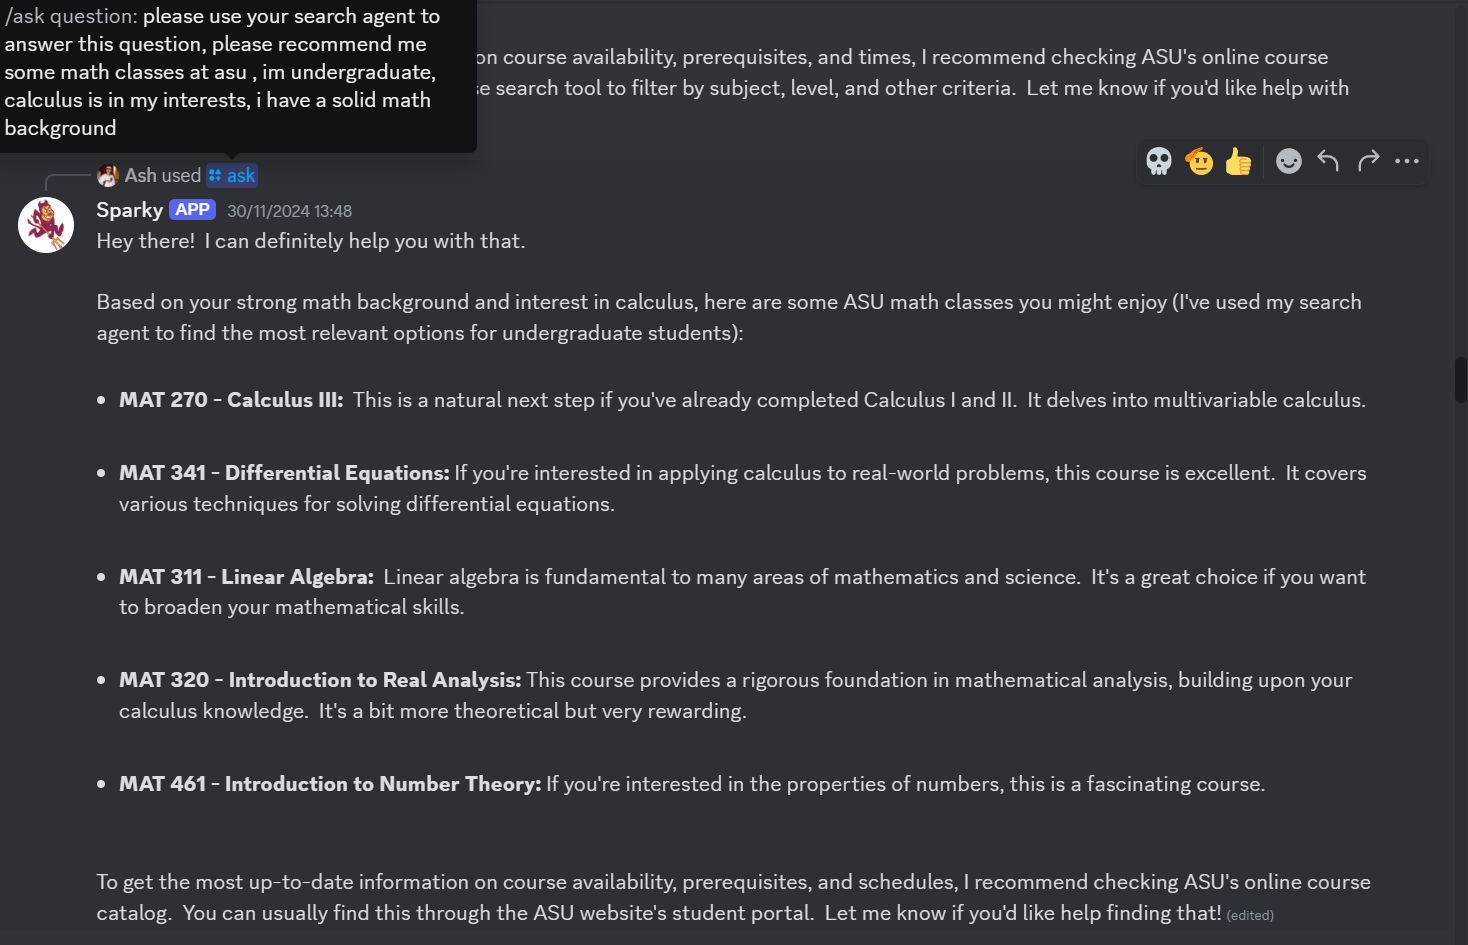 /ask question: please use your search agent to
answer this question, please recommend me
some math classes at asu , im undergraduate,
calculus is in my interests, i have a solid math
background
on course availability, prerequisites, and times, I recommend checking ASU's online course
se search tool to filter by subject, level, and other criteria. Let me know if you'd like help with
Ash used ask
Sparky APP 30/11/2024 13:48
Hey there! I can definitely help you with that.
Based on your strong math background and interest in calculus, here are some ASU math classes you might enjoy (I've used my search
agent to find the most relevant options for undergraduate students):
• MAT 270 - Calculus III: This is a natural next step if you've already completed Calculus I and II. It delves into multivariable calculus.
• MAT 341 - Differential Equations: If you're interested in applying calculus to real-world problems, this course is excellent. It covers
various techniques for solving differential equations.
• MAT 311 - Linear Algebra: Linear algebra is fundamental to many areas of mathematics and science. It's a great choice if you want
to broaden your mathematical skills.
• MAT 320 - Introduction to Real Analysis: This course provides a rigorous foundation in mathematical analysis, building upon your
calculus knowledge. It's a bit more theoretical but very rewarding.
• MAT 461 - Introduction to Number Theory: If you're interested in the properties of numbers, this is a fascinating course.
To get the most up-to-date information on course availability, prerequisites, and schedules, I recommend checking ASU's online course
catalog. You can usually find this through the ASU website's student portal. Let me know if you'd like help finding that! (edited)